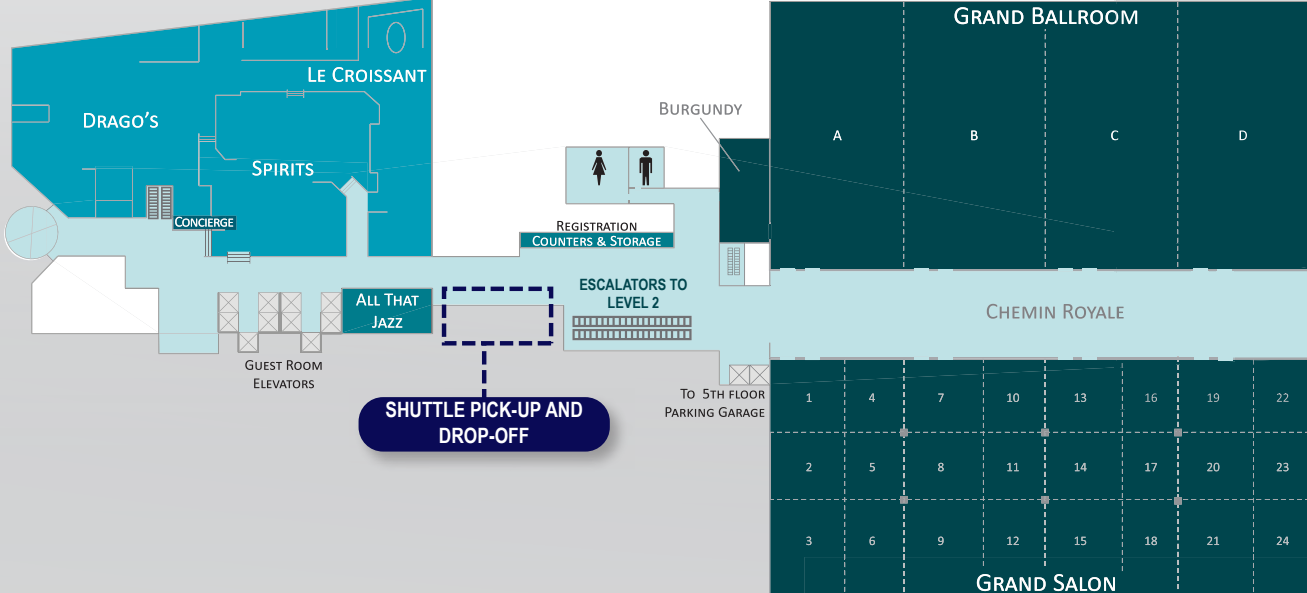 GRAND BALLROOM
LE CROISSANT
DRAGO'S
BURGUNDY
A
B
C
D
SPIRITS
CONCIERGE
REGISTRATION
COUNTERS & STORAGE
ESCALATORS TO
LEVEL 2
ALL THAT
JAZZ
CHEMIN ROYALE
GUEST ROOM
ELEVATORS
TO 5TH FLOOR
PARKING GARAGE
SHUTTLE PICK-UP AND
DROP-OFF
1 4 7 10 13 16 19 22
2 5 8 11 14 17 20 23
3 6 9 12 15 18 21 24
GRAND SALON